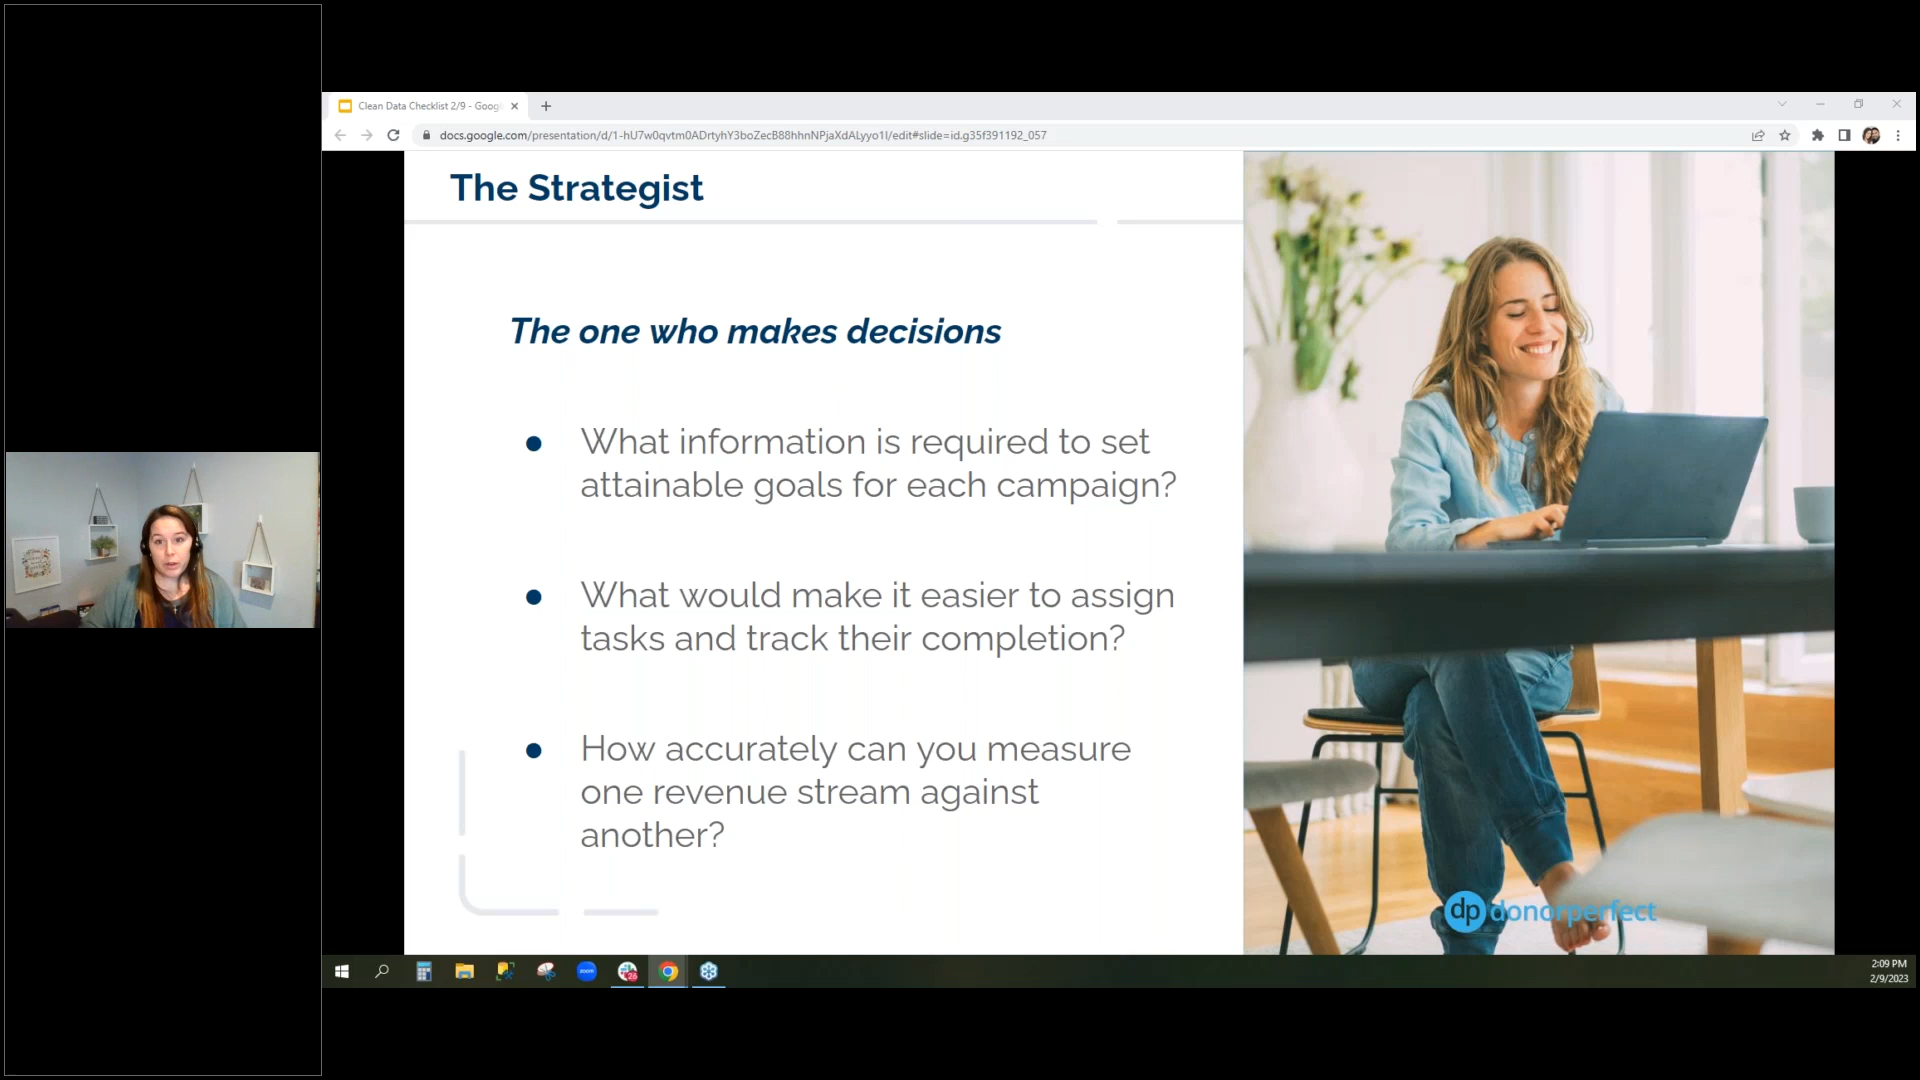 Clean Data Checklist 2/9 - Goog
docs.google.com/presentation/d/1-hU7w0qvtm0ADrtyhY3boZecB88hhnNPjaXdALyyo1I/edit#slide=id.g35f391192_057
The Strategist
The one who makes decisions
● What information is required to set
attainable goals for each campaign?
● What would make it easier to assign
tasks and track their completion?
● How accurately can you measure
one revenue stream against
another?
dp donorperfect
zoom
26
2:09 PM
2/9/2023